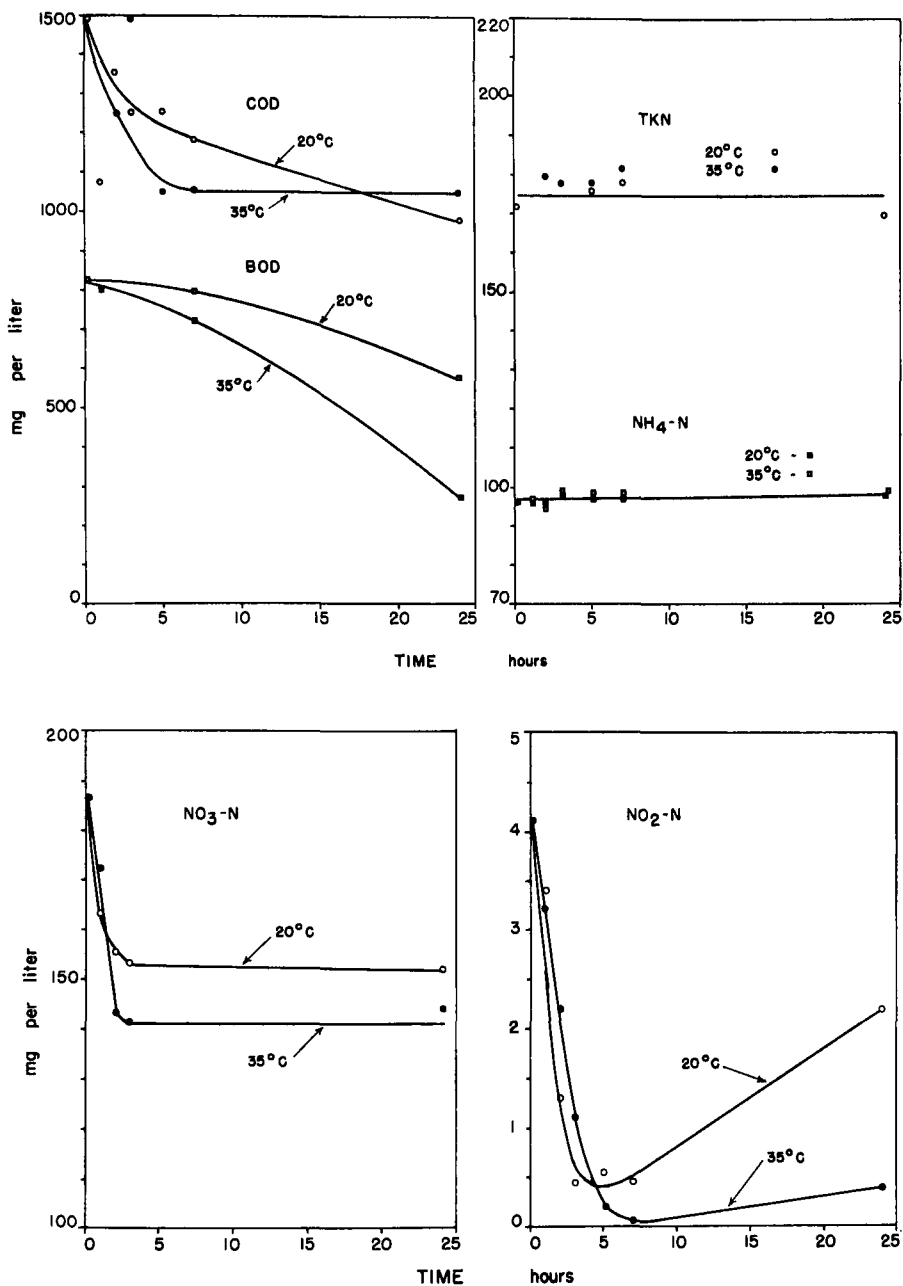 1500
1000
500
0
mg per liter
COD
20°C
35°C
BOD
20°C
35°C
0 5 10 15 20 25
220
200
150
100
70
TKN
20°C
35°C
NH4-N
20°C -
35°C -
0 5 10 15 20 25
TIME hours
200
150
100
mg per liter
NO3-N
20°C
35°C
0 5 10 15 20 25
5
4
3
2
1
0
NO2-N
20°C
35°C
0 5 10 15 20 25
TIME hours